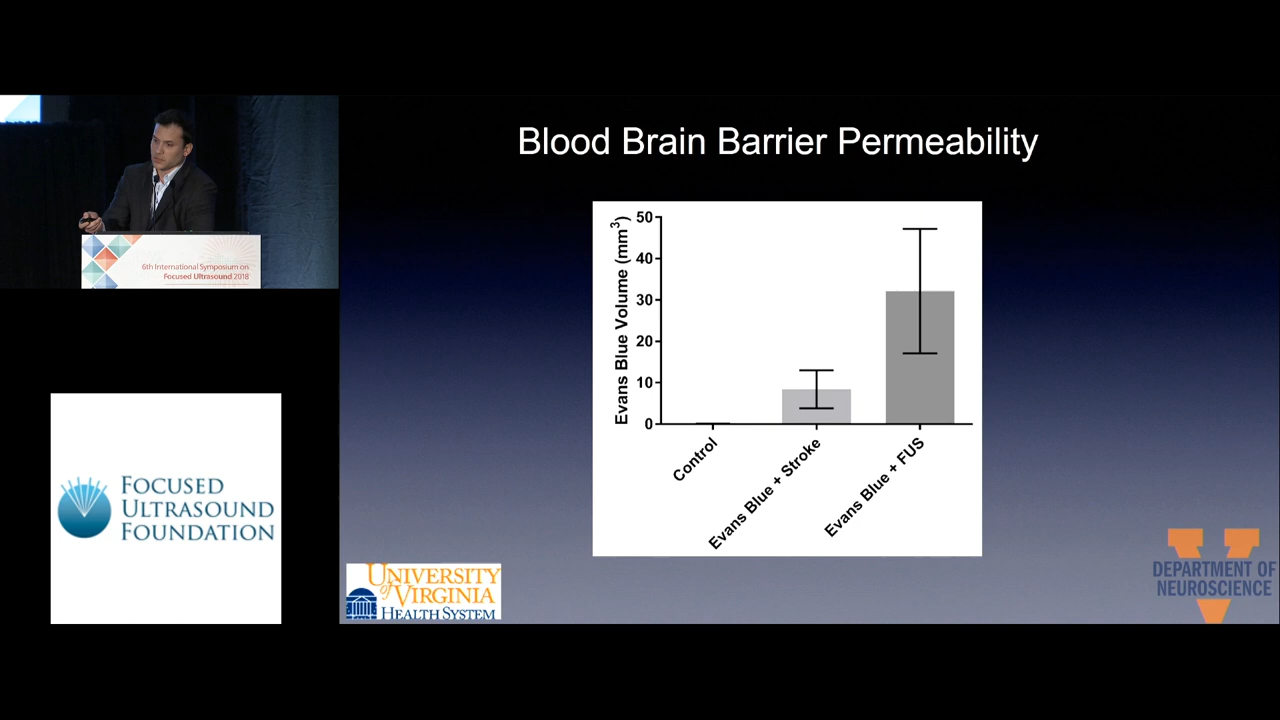 Blood Brain Barrier Permeability
6th International Symposium on
Focused Ultrasound 2018
Evans Blue Volume (mm³)
50
40
30
20
10
0
Control
Evans Blue + Stroke
Evans Blue + FUS
FOCUSED
ULTRASOUND
FOUNDATION
UNIVERSITY
of VIRGINIA
HEALTH SYSTEM
DEPARTMENT OF
NEUROSCIENCE